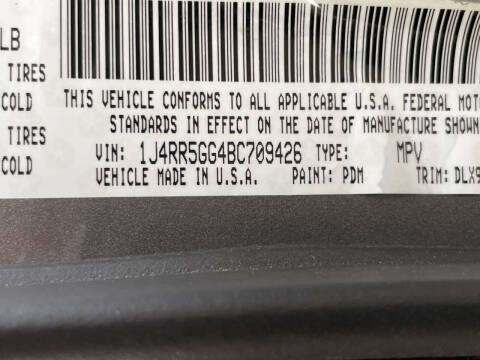 LB
TIRES
COLD
THIS VEHICLE CONFORMS TO ALL APPLICABLE U.S.A. FEDERAL MOTO
TIRES
STANDARDS IN EFFECT ON THE DATE OF MANUFACTURE SHOWN
COLD
VIN: 1J4RR5GG4BC709426 TYPE: MPV
VEHICLE MADE IN U.S.A. PAINT: PDM TRIM: DLX9